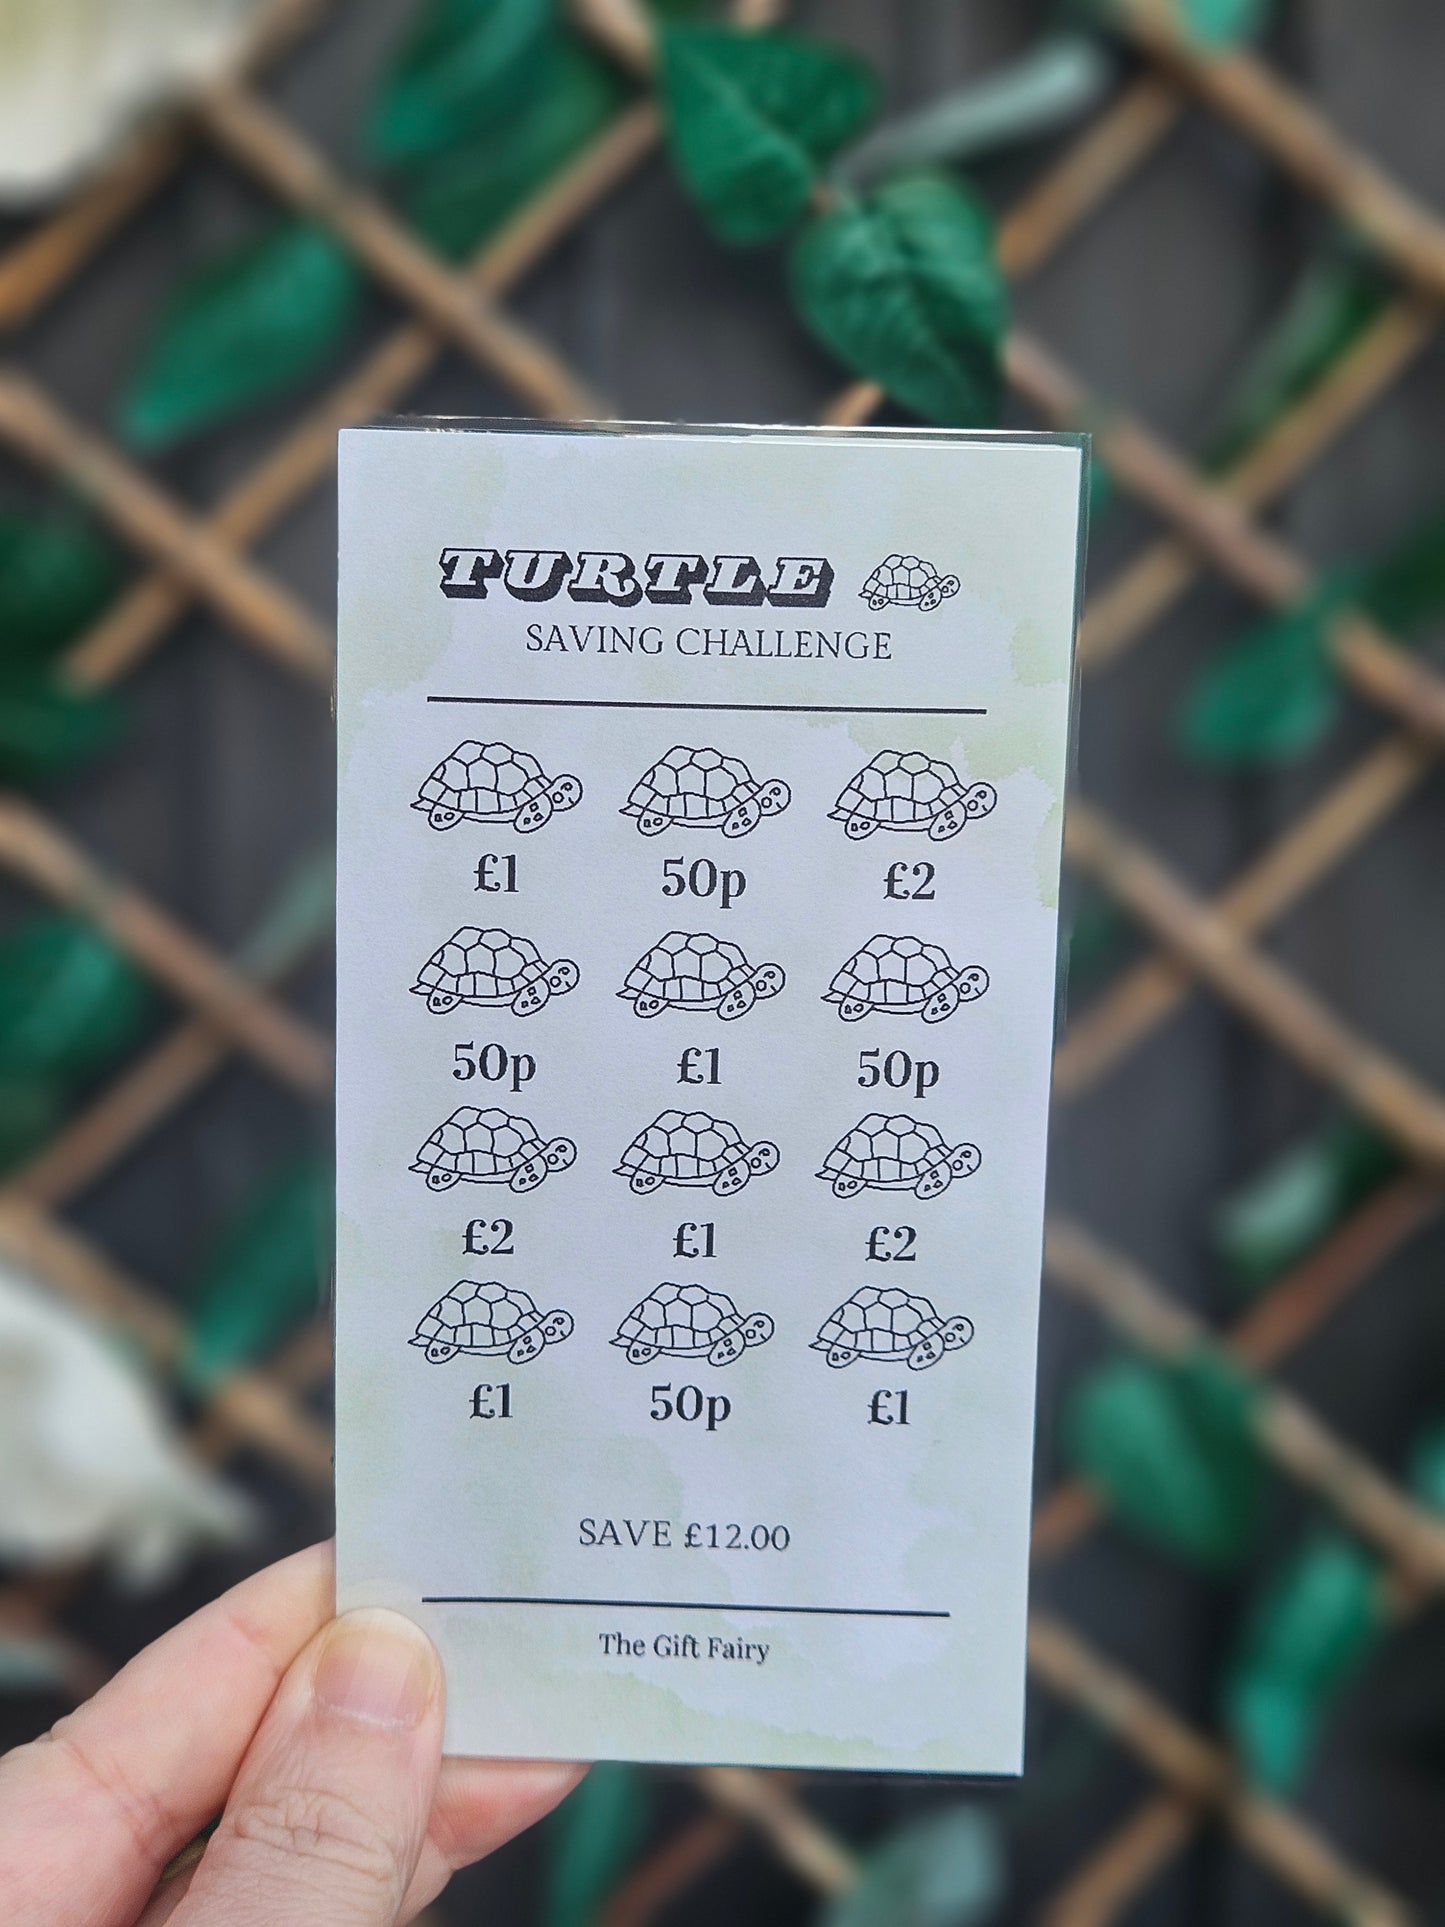 TURTLE
SAVING CHALLENGE
£1 50p £2
50p £1 50p
£2 £1 £2
£1 50p £1
SAVE £12.00
The Gift Fairy